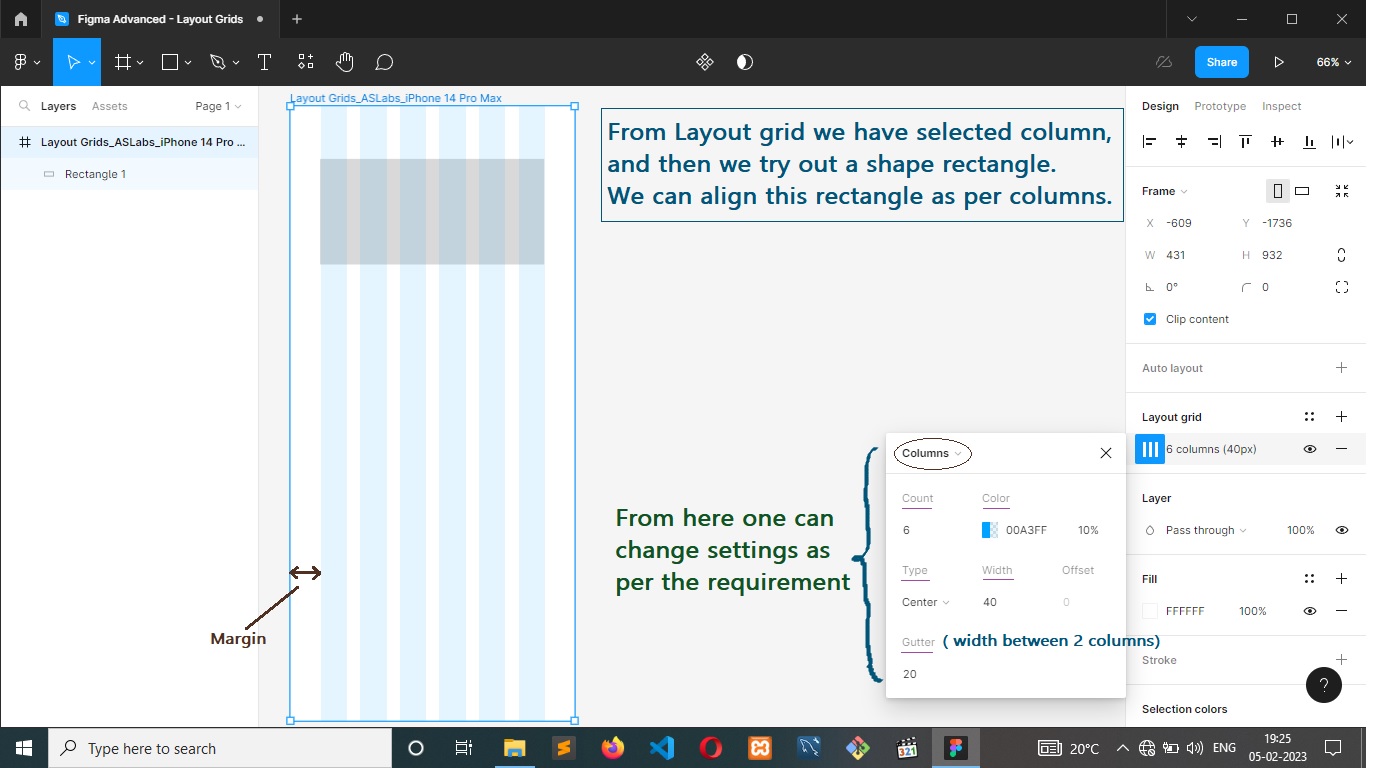 Figma Advanced - Layout Grids
Share
66%
Layers Assets Page 1
Layout Grids_ASLabs_iPhone 14 Pro ...
Rectangle 1
Layout Grids_ASLabs_iPhone 14 Pro Max
From Layout grid we have selected column,
and then we try out a shape rectangle.
We can align this rectangle as per columns.
Margin
From here one can
change settings as
per the requirement
Columns
Count Color
6 00A3FF 10%
Type Width Offset
Center 40 0
Gutter ( width between 2 columns)
20
Design Prototype Inspect
Frame
X -609 Y -1736
W 431 H 932
0° 0
Clip content
Auto layout
Layout grid
6 columns (40px)
Layer
Pass through 100%
Fill
FFFFFF 100%
Stroke
?
Selection colors
Type here to search
321
20°C
ENG
19:25
05-02-2023